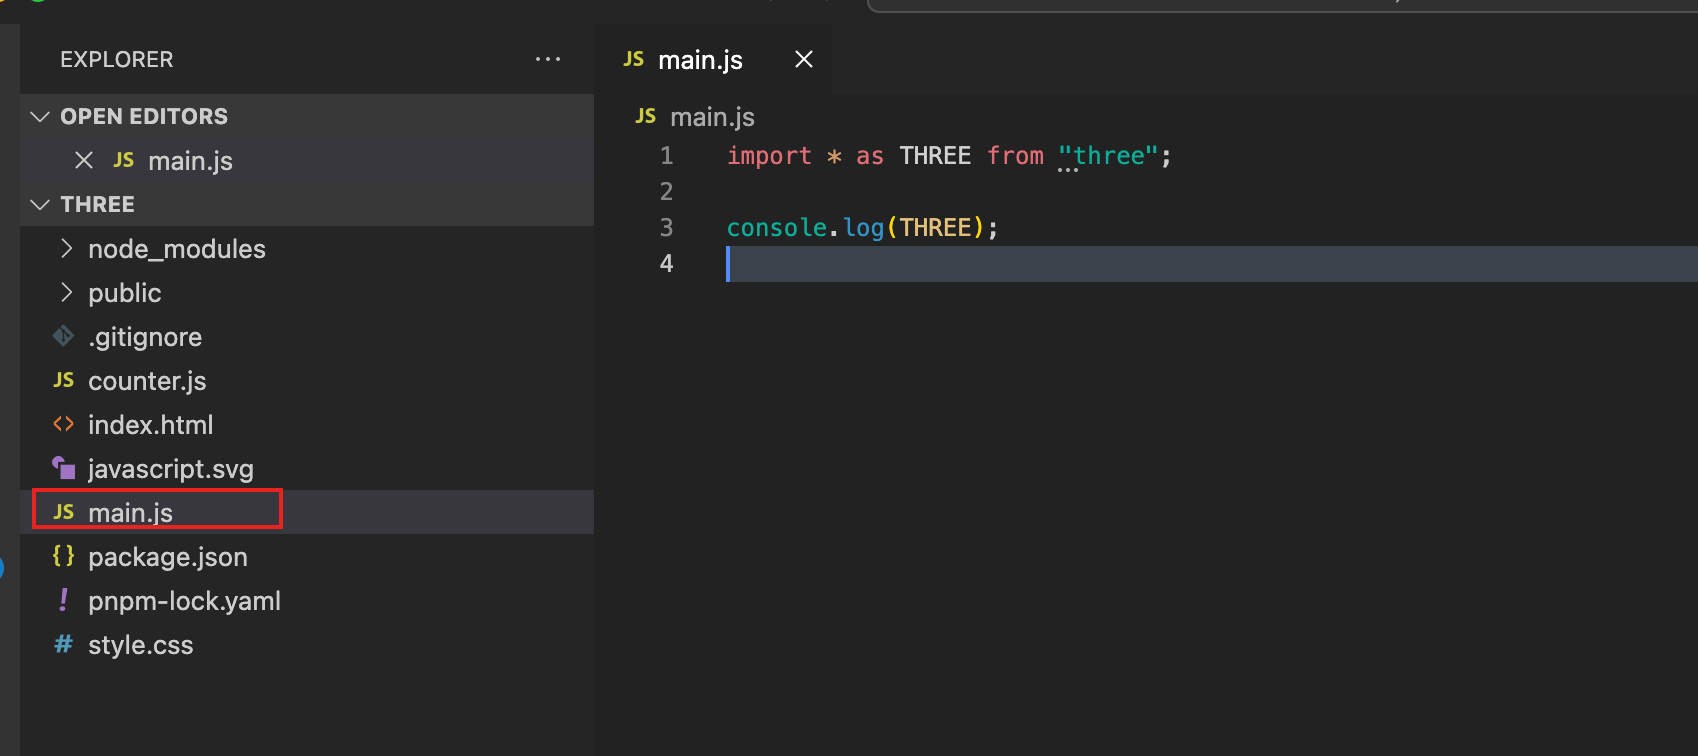 EXPLORER
OPEN EDITORS
JS main.js
THREE
node_modules
public
.gitignore
JS counter.js
<> index.html
javascript.svg
JS main.js
{} package.json
! pnpm-lock.yaml
# style.css
JS main.js
JS main.js
1 import * as THREE from "three";
2
3 console.log(THREE);
4